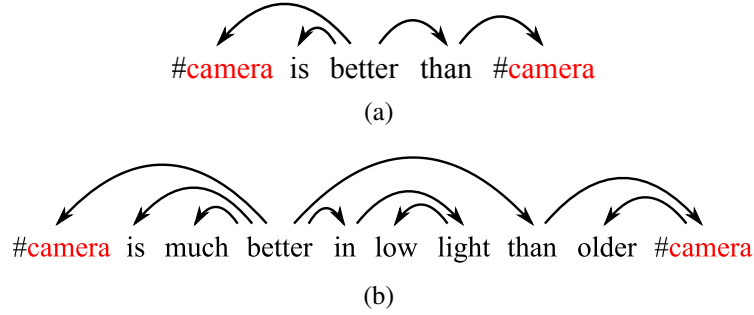 #camera is better than #camera
(a)
#camera is much better in low light than older #camera
(b)